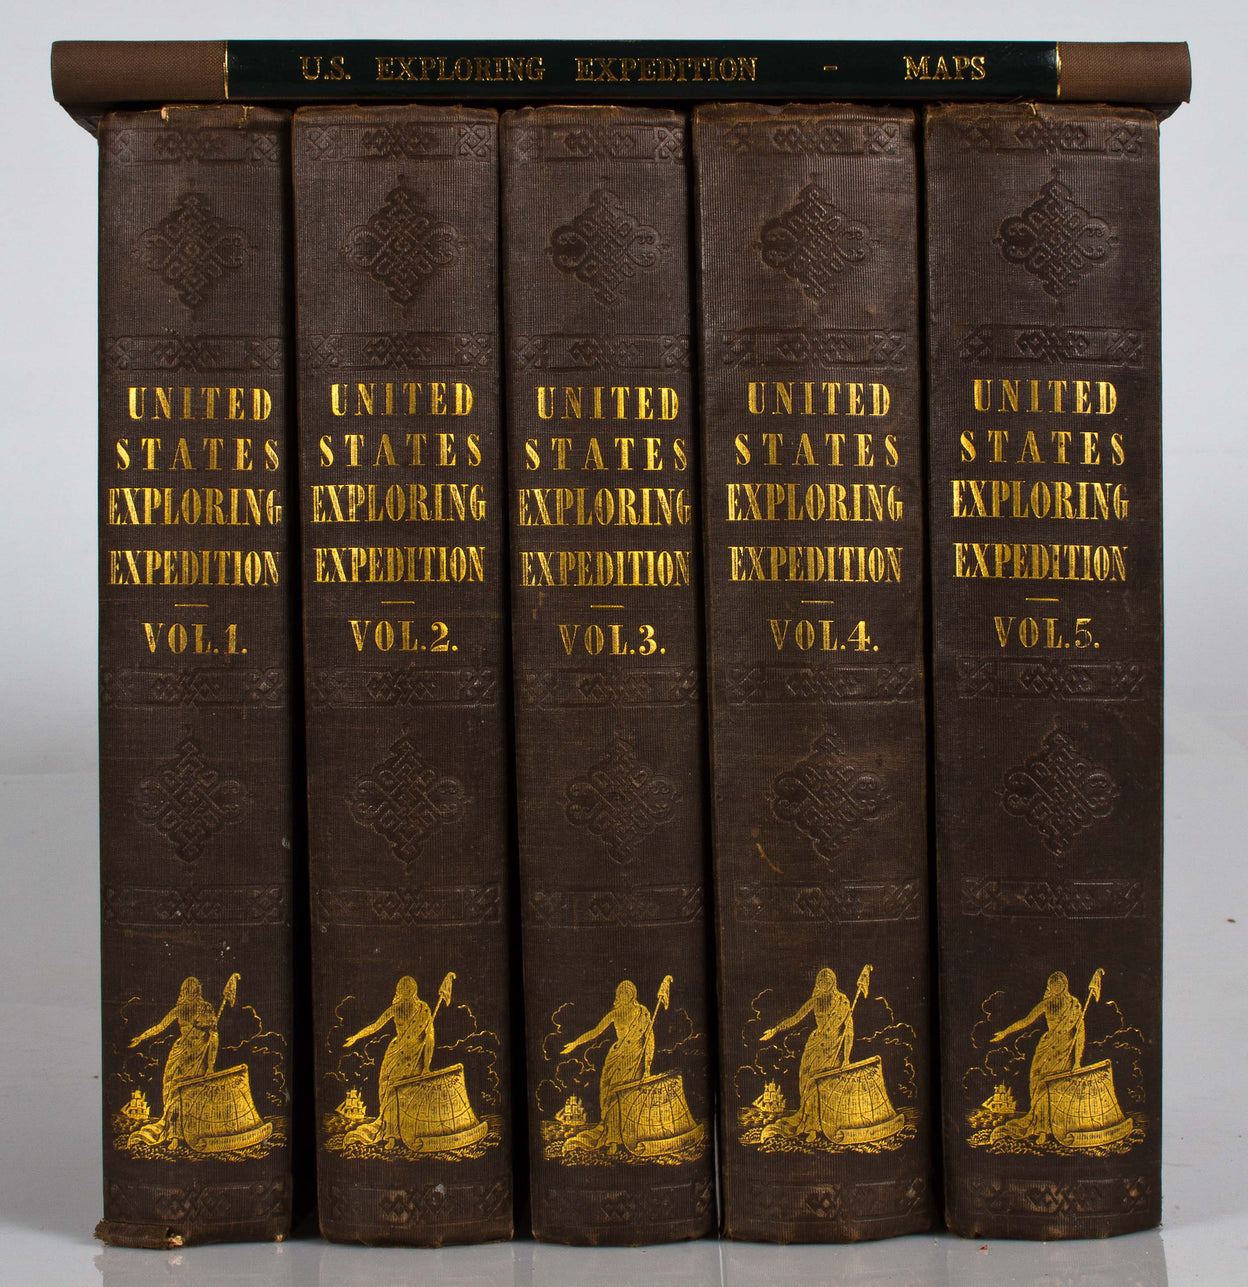 U.S. EXPLORING EXPEDITION - MAPS
UNITED
STATES
EXPLORING
EXPEDITION
VOL.1.
UNITED
STATES
EXPLORING
EXPEDITION
VOL.2.
UNITED
STATES
EXPLORING
EXPEDITION
VOL.3.
UNITED
STATES
EXPLORING
EXPEDITION
VOL.4.
UNITED
STATES
EXPLORING
EXPEDITION
VOL.5.